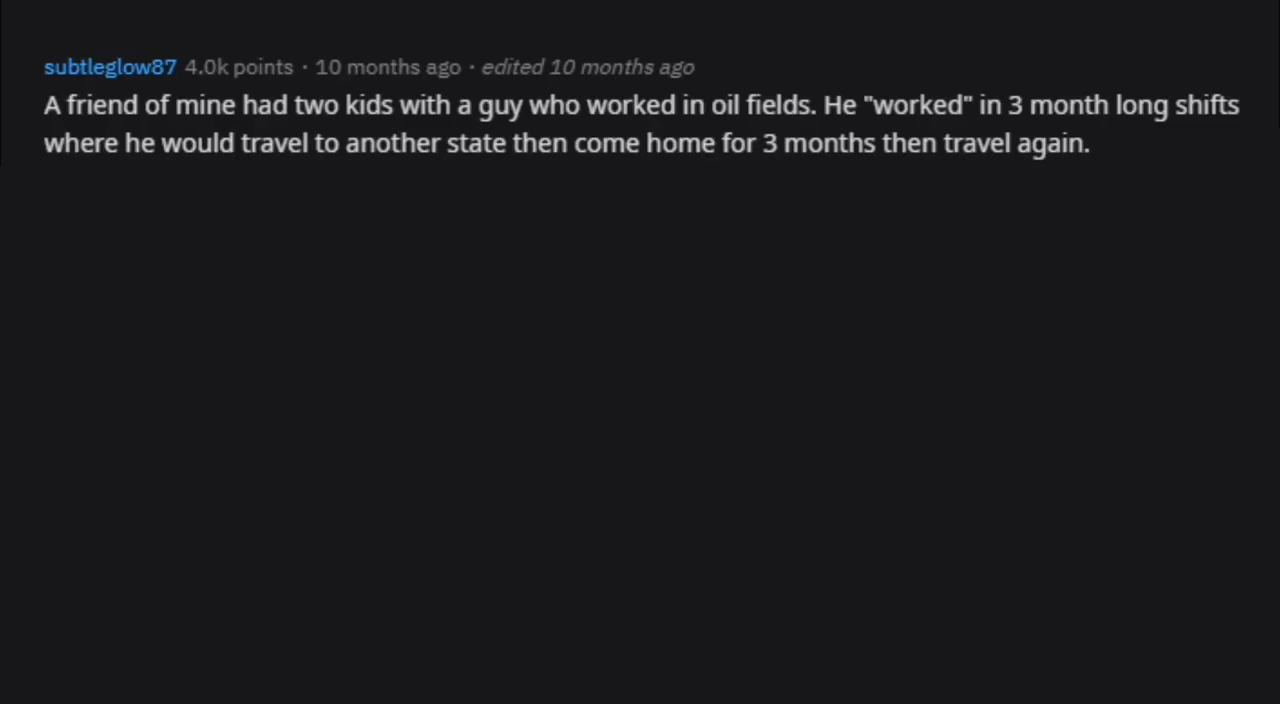 subtleglow87 4.0k points · 10 months ago · edited 10 months ago
A friend of mine had two kids with a guy who worked in oil fields. He "worked" in 3 month long shifts
where he would travel to another state then come home for 3 months then travel again.